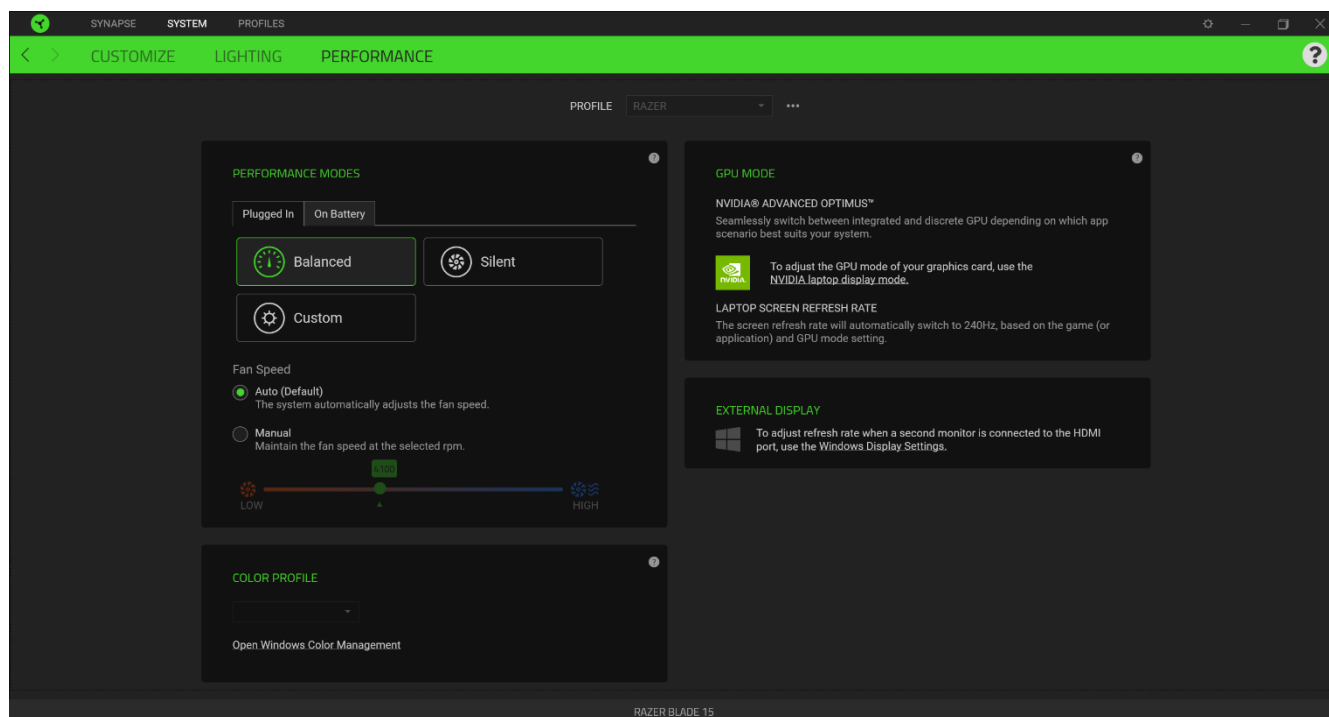 SYNAPSE SYSTEM PROFILES
CUSTOMIZE LIGHTING PERFORMANCE ?
PROFILE RAZER
PERFORMANCE MODES ?
Plugged In On Battery
Balanced Silent
Custom
Fan Speed
Auto (Default)
The system automatically adjusts the fan speed.
Manual
Maintain the fan speed at the selected rpm.
4100
LOW HIGH
COLOR PROFILE ?
Open Windows Color Management
GPU MODE ?
NVIDIA® ADVANCED OPTIMUS™
Seamlessly switch between integrated and discrete GPU depending on which app
scenario best suits your system.
NVIDIA.
To adjust the GPU mode of your graphics card, use the
NVIDIA laptop display mode.
LAPTOP SCREEN REFRESH RATE
The screen refresh rate will automatically switch to 240Hz, based on the game (or
application) and GPU mode setting.
EXTERNAL DISPLAY
To adjust refresh rate when a second monitor is connected to the HDMI
port, use the Windows Display Settings.
RAZER BLADE 15